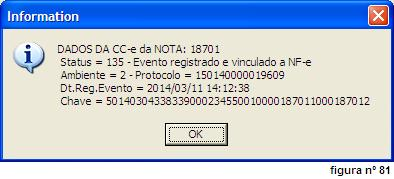 Information
DADOS DA CC-e da NOTA: 18701
Status = 135 - Evento registrado e vinculado a NF-e
Ambiente = 2 - Protocolo = 150140000019609
Dt.Reg.Evento = 2014/03/11 14:12:38
Chave = 50140304338339000234550010000187011000187012
OK
figura nº 81